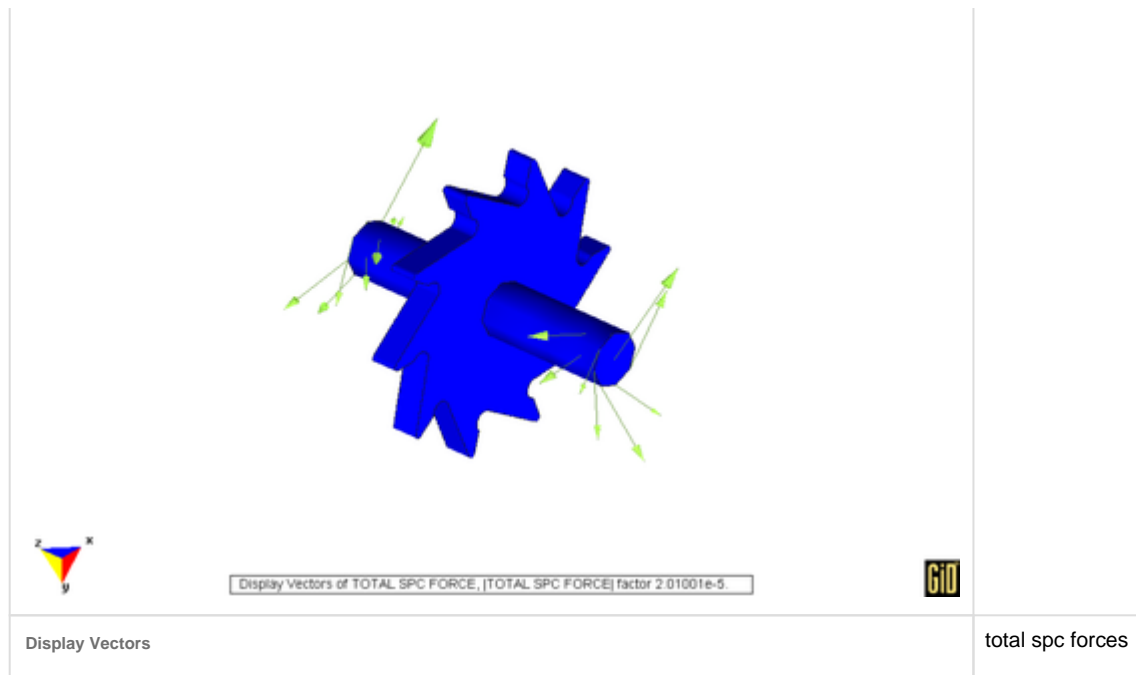 z x
y
Display Vectors of TOTAL SPC FORCE, |TOTAL SPC FORCE| factor 2.01001e-5.
GiD
Display Vectors
total spc forces